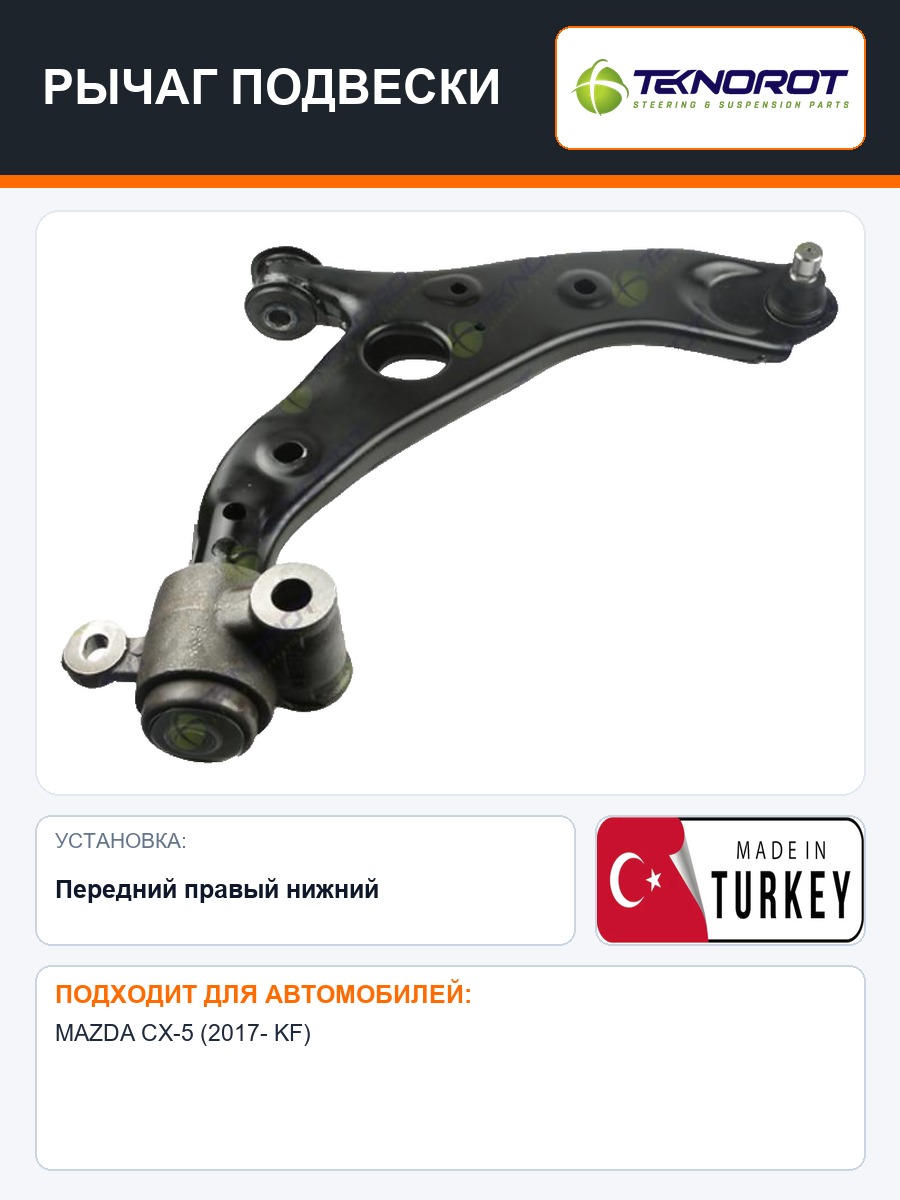 РЫЧАГ ПОДВЕСКИ
TEKNOROT
STEERING & SUSPENSION PARTS
УСТАНОВКА:
Передний правый нижний
MADE IN
TURKEY
ПОДХОДИТ ДЛЯ АВТОМОБИЛЕЙ:
MAZDA CX-5 (2017- KF)